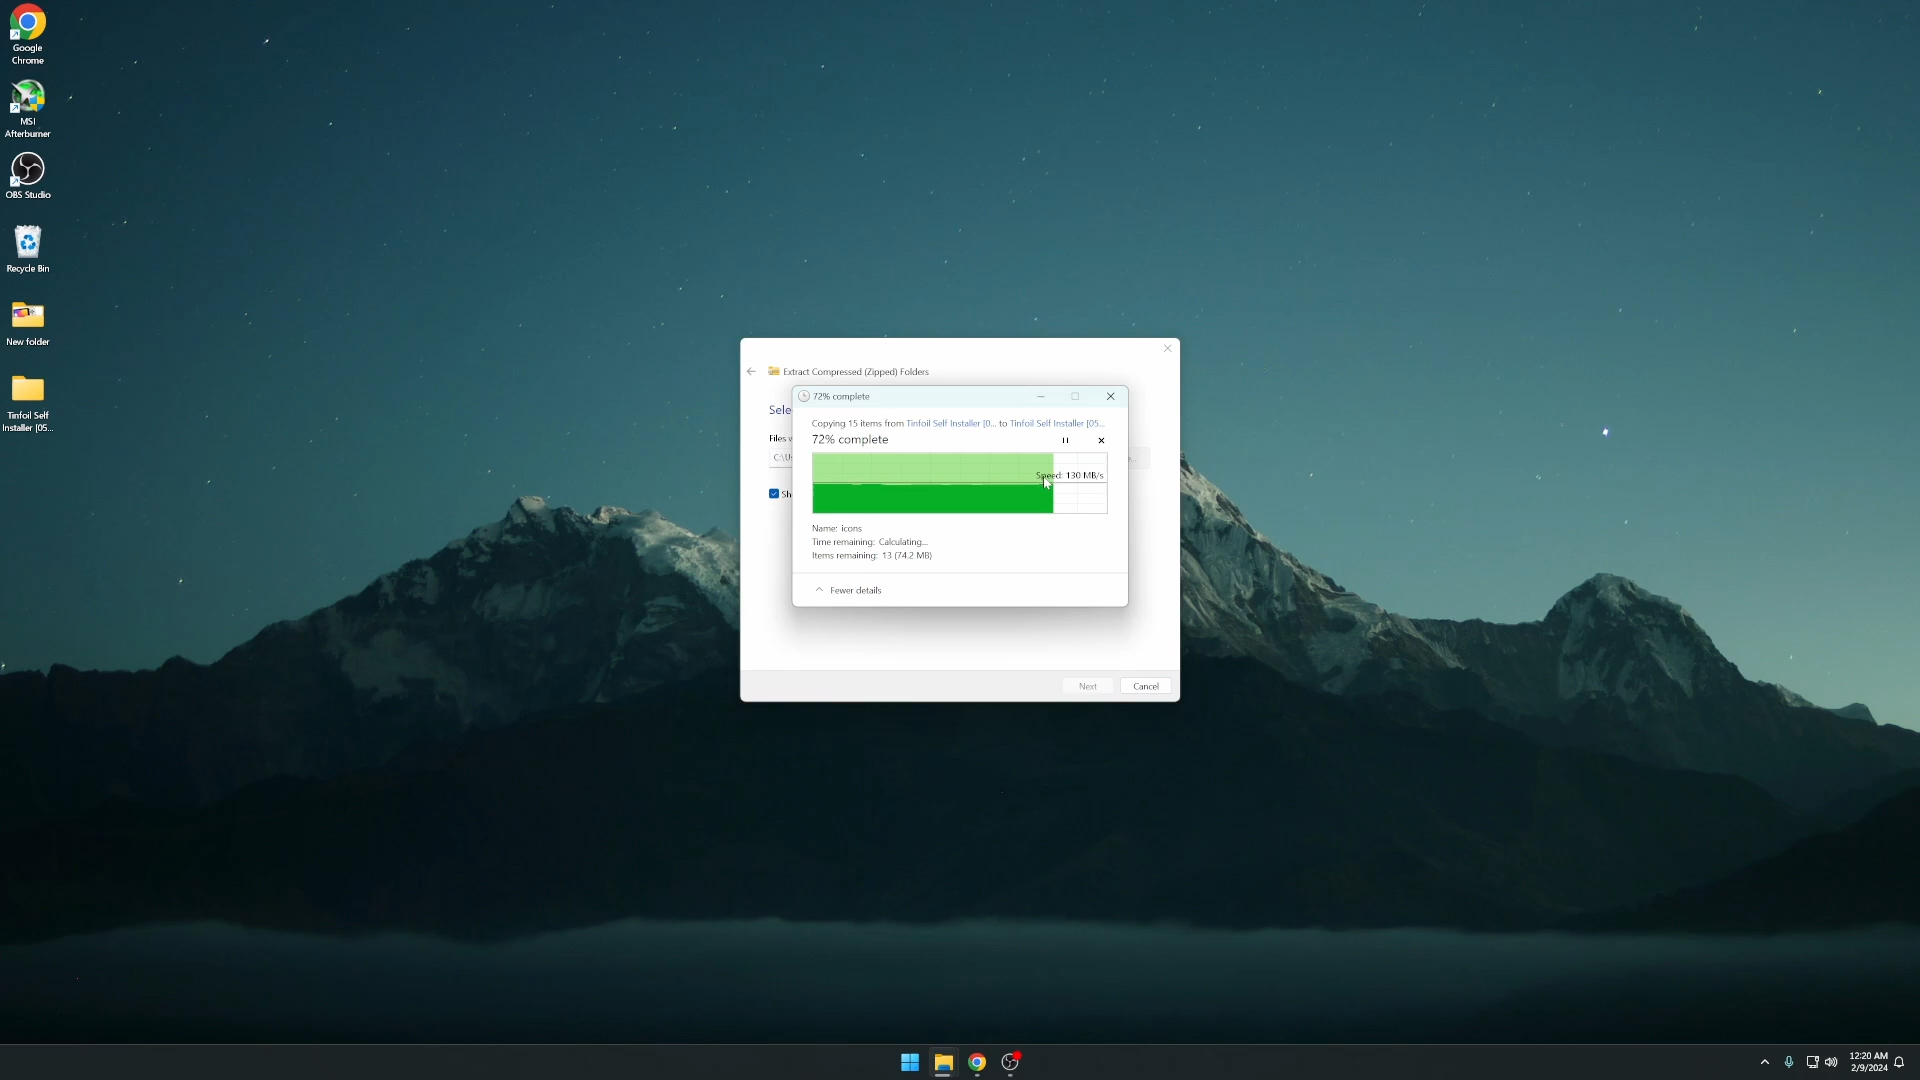 Google
Chrome
MSI
Afterburner
OBS Studio
Recycle Bin
New folder
Tinfoil Self
Installer [05...
Extract Compressed (Zipped) Folders
Sele
Files w
C:\Us
Sh
72% complete
Copying 15 items from Tinfoil Self Installer [0... to Tinfoil Self Installer [05...
72% complete
Speed: 130 MB/s
Name: icons
Time remaining: Calculating...
Items remaining: 13 (74.2 MB)
Fewer details
Next
Cancel
12:20 AM
2/9/2024